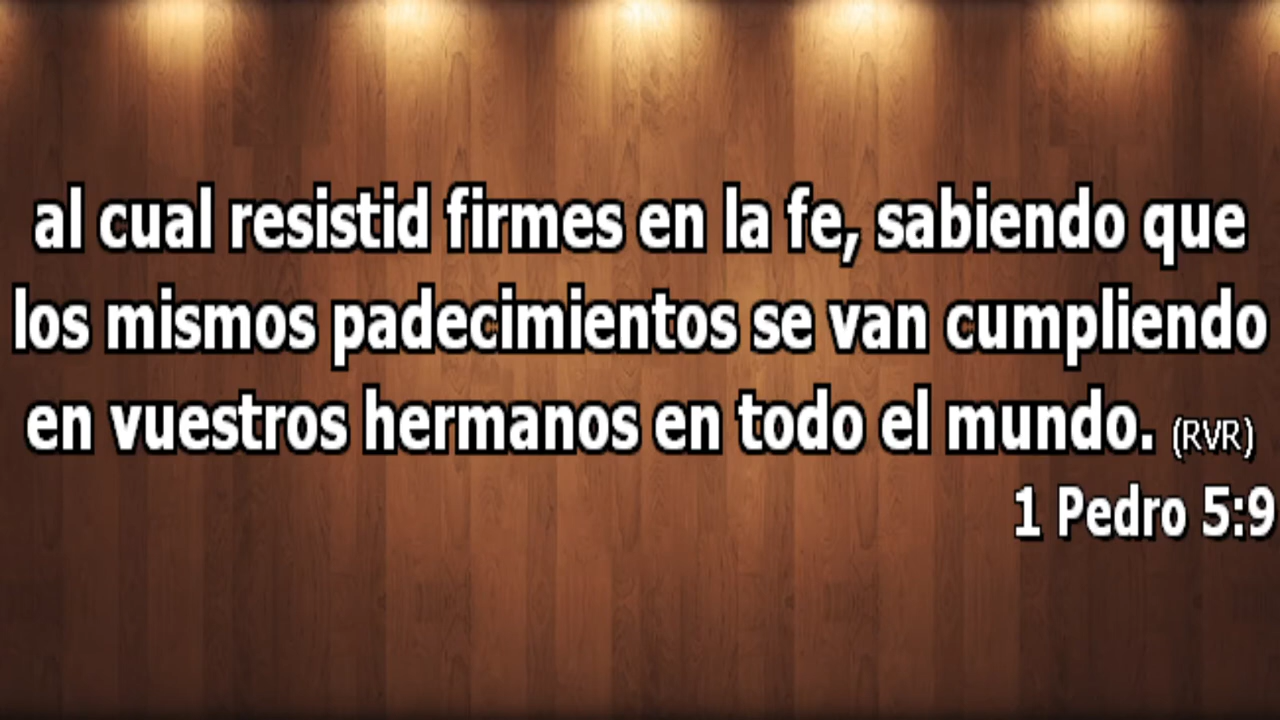 al cual resistid firmes en la fe, sabiendo que
los mismos padecimientos se van cumpliendo
en vuestros hermanos en todo el mundo. (RVR)
1 Pedro 5:9